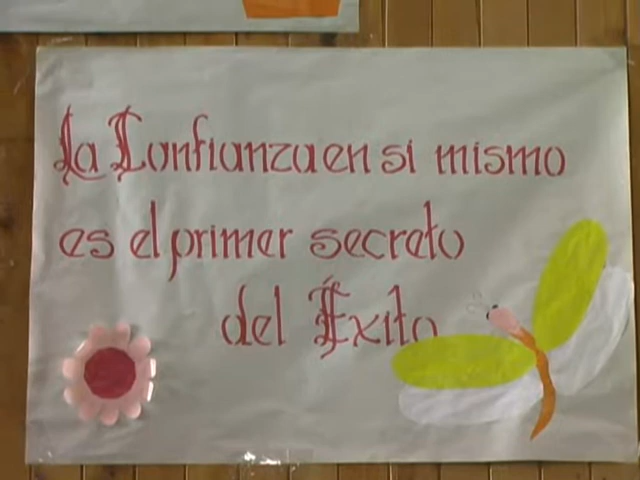 La Confianza en si mismo
es el primer secreto
del Éxito